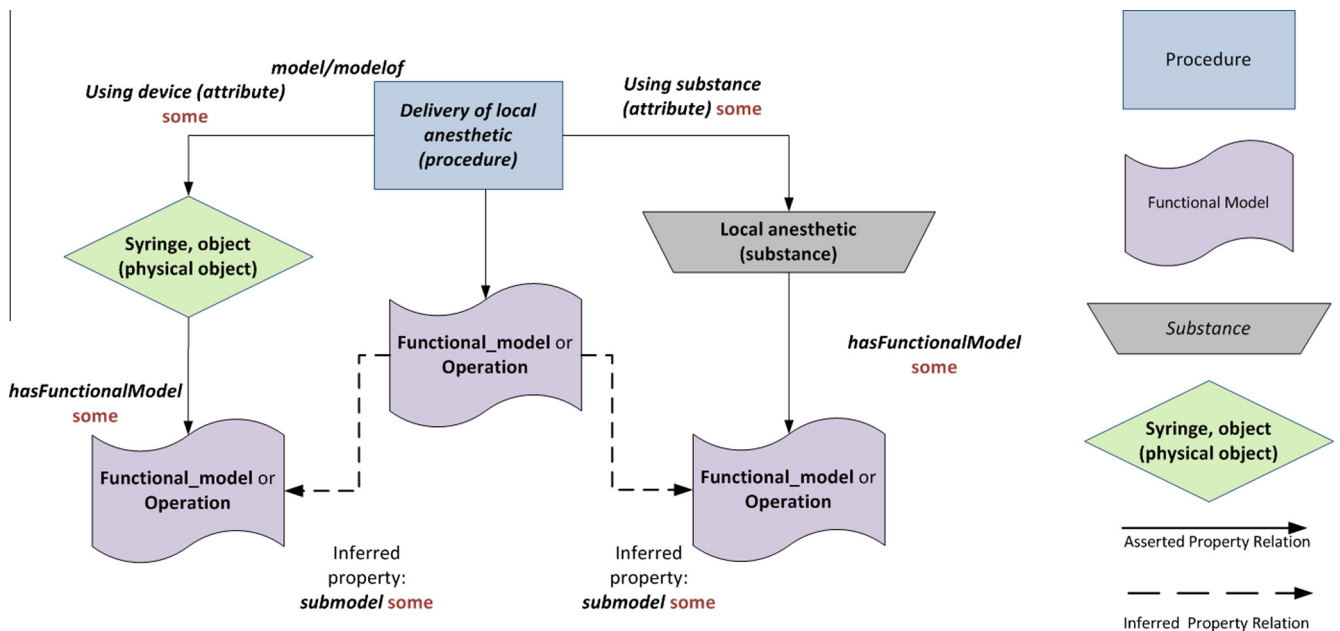 model/modelof
Using device (attribute)
some
Delivery of local
anesthetic
(procedure)
Using substance
(attribute) some
Syringe, object
(physical object)
Local anesthetic
(substance)
Functional_model or
Operation
hasFunctionalModel
some
hasFunctionalModel
some
Functional_model or
Operation
Functional_model or
Operation
Inferred
property:
submodel some
Inferred
property:
submodel some
Procedure
Functional Model
Substance
Syringe, object
(physical object)
Asserted Property Relation
Inferred Property Relation